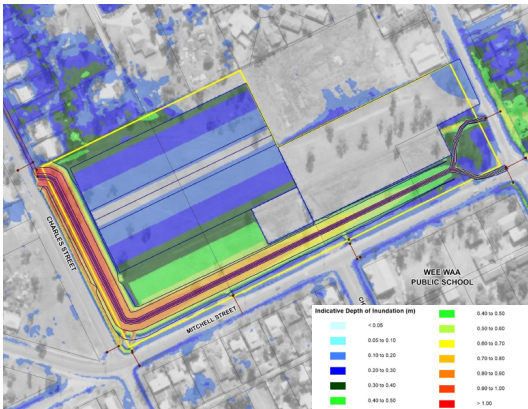 CHARLES STREET
MITCHELL STREET
WEE WAA
PUBLIC SCHOOL
CH
Indicative Depth of Inundation (m)
< 0.05
0.05 to 0.10
0.10 to 0.20
0.20 to 0.30
0.30 to 0.40
0.40 to 0.50
0.40 to 0.50
0.50 to 0.60
0.60 to 0.70
0.70 to 0.80
0.80 to 0.90
0.90 to 1.00
> 1.00